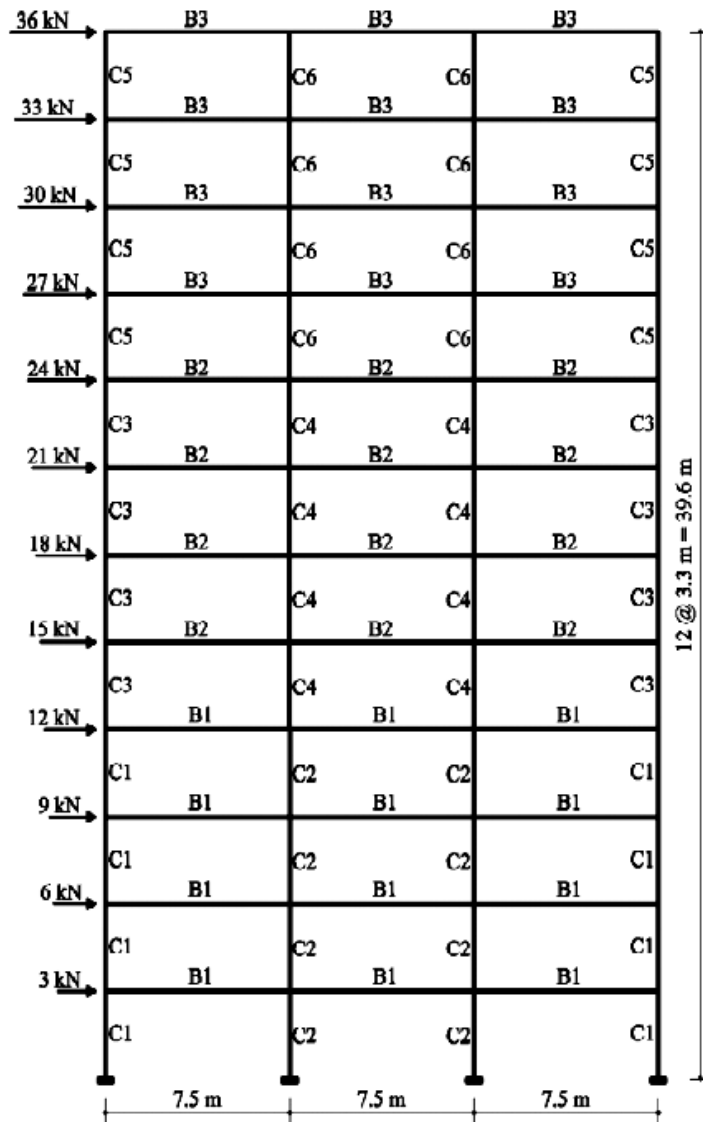 36 kN B3 B3 B3
C5 C6 C6 C5
33 kN B3 B3 B3
C5 C6 C6 C5
30 kN B3 B3 B3
C5 C6 C6 C5
27 kN B3 B3 B3
C5 C6 C6 C5
24 kN B2 B2 B2
C3 C4 C4 C3
21 kN B2 B2 B2
C3 C4 C4 C3
18 kN B2 B2 B2
C3 C4 C4 C3
15 kN B2 B2 B2
C3 C4 C4 C3
12 kN B1 B1 B1
C1 C2 C2 C1
9 kN B1 B1 B1
C1 C2 C2 C1
6 kN B1 B1 B1
C1 C2 C2 C1
3 kN B1 B1 B1
C1 C2 C2 C1
7.5 m 7.5 m 7.5 m
12 @ 3.3 m = 39.6 m